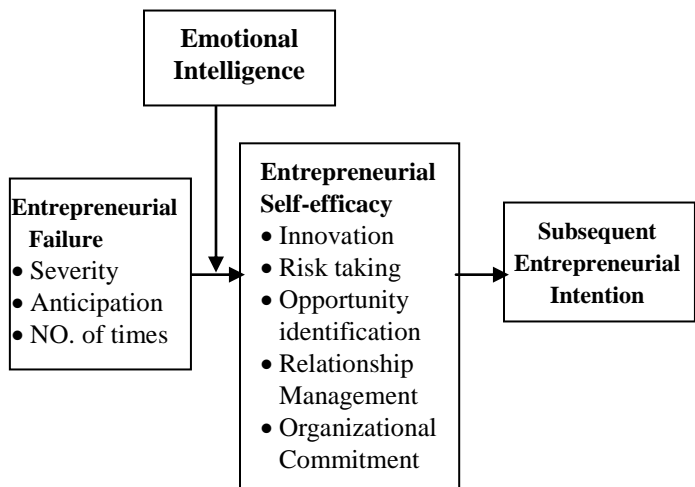 Emotional
Intelligence
Entrepreneurial
Failure
• Severity
• Anticipation
• NO. of times
Entrepreneurial
Self-efficacy
• Innovation
• Risk taking
• Opportunity
identification
• Relationship
Management
• Organizational
Commitment
Subsequent
Entrepreneurial
Intention